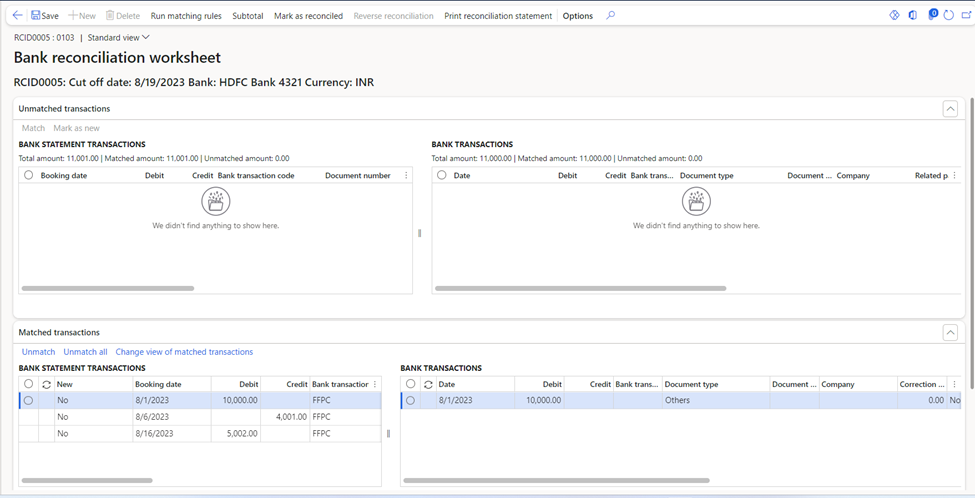 Save New Delete Run matching rules Subtotal Mark as reconciled Reverse reconciliation Print reconciliation statement Options 0
RCID0005 : 0103 | Standard view
Bank reconciliation worksheet
RCID0005: Cut off date: 8/19/2023 Bank: HDFC Bank 4321 Currency: INR
Unmatched transactions
Match Mark as new
BANK STATEMENT TRANSACTIONS
Total amount: 11,001.00 | Matched amount: 11,001.00 | Unmatched amount: 0.00
Booking date Debit Credit Bank transaction code Document number
We didn't find anything to show here.
BANK TRANSACTIONS
Total amount: 11,000.00 | Matched amount: 11,000.00 | Unmatched amount: 0.00
Date Debit Credit Bank trans... Document type Document ... Company Related p
We didn't find anything to show here.
Matched transactions
Unmatch Unmatch all Change view of matched transactions
BANK STATEMENT TRANSACTIONS
New Booking date Debit Credit Bank transaction
No 8/1/2023 10,000.00 FFPC
No 8/6/2023 4,001.00 FFPC
No 8/16/2023 5,002.00 FFPC
BANK TRANSACTIONS
Date Debit Credit Bank trans... Document type Document ... Company Correction ...
8/1/2023 10,000.00 Others 0.00 No